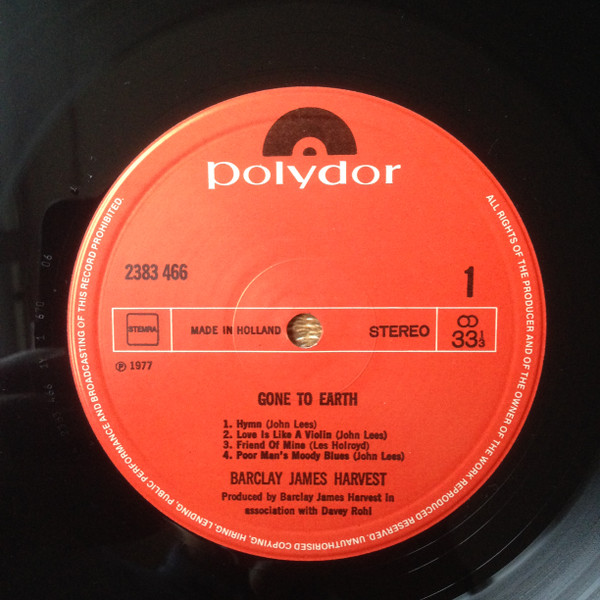 polydor
2383 466
1
STEMRA
MADE IN HOLLAND
STEREO
33⅓
℗ 1977
GONE TO EARTH
1. Hymn (John Lees)
2. Love Is Like A Violin (John Lees)
3. Friend Of Mine (Les Holroyd)
4. Poor Man's Moody Blues (John Lees)
BARCLAY JAMES HARVEST
Produced by Barclay James Harvest in
association with Davey Rohl
ALL RIGHTS OF THE PRODUCER AND OF THE OWNER OF THE WORK REPRODUCED RESERVED. UNAUTHORISED COPYING, HIRING, LENDING, PUBLIC PERFORMANCE AND BROADCASTING OF THIS RECORD PROHIBITED.